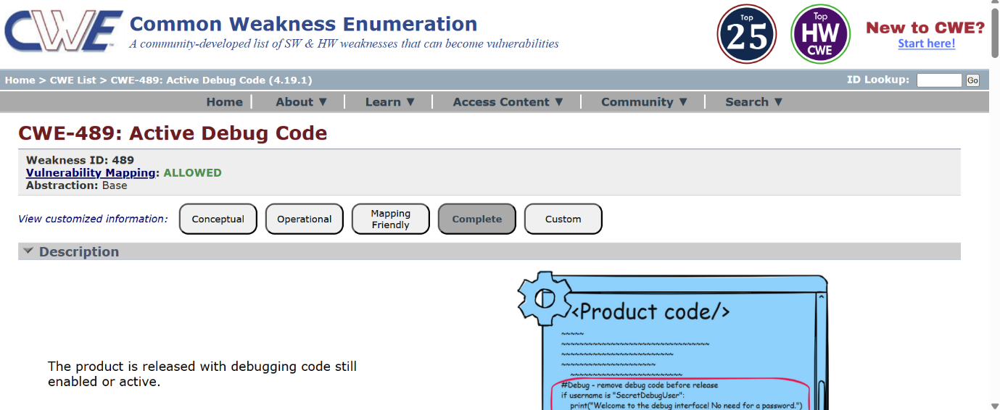 CWE
Common Weakness Enumeration
A community-developed list of SW & HW weaknesses that can become vulnerabilities
Top
25
Top
HW
CWE
New to CWE?
Start here!
Home > CWE List > CWE-489: Active Debug Code (4.19.1)
ID Lookup:
Go
Home
About ▼
Learn ▼
Access Content ▼
Community ▼
Search ▼
CWE-489: Active Debug Code
Weakness ID: 489
Vulnerability Mapping: ALLOWED
Abstraction: Base
View customized information:
Conceptual
Operational
Mapping
Friendly
Complete
Custom
Description
The product is released with debugging code still
enabled or active.
<Product code/>
#Debug - remove debug code before release
if username is "SecretDebugUser":
print("Welcome to the debug interface! No need for a password.")